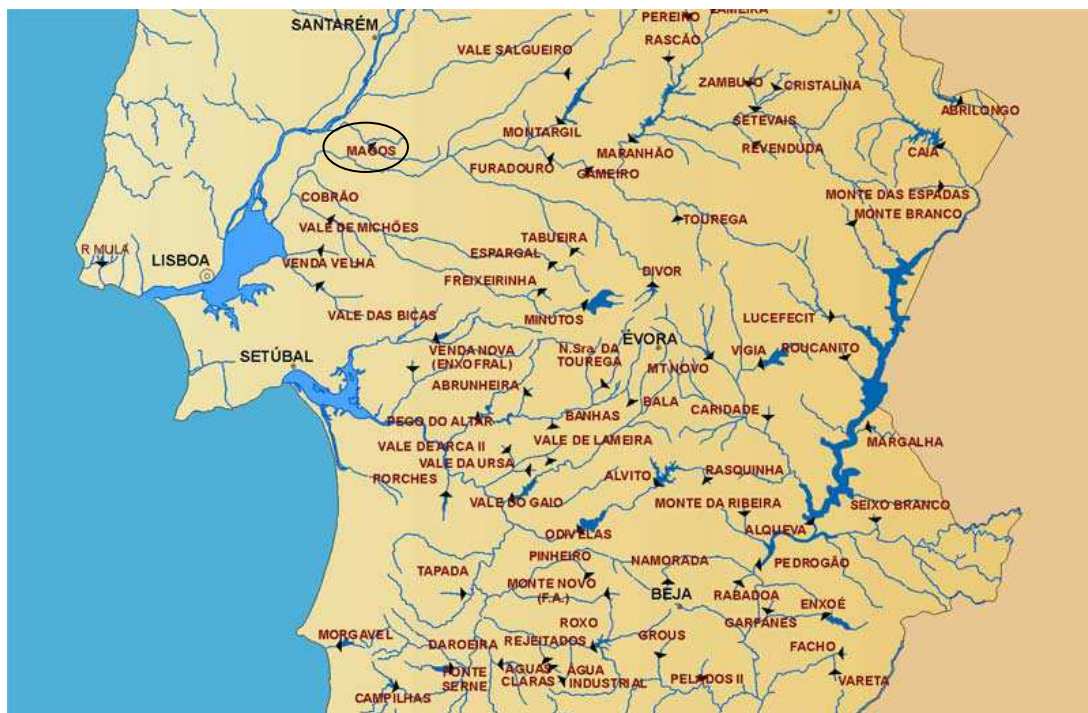 PEREIRO
SANTARÉM
RASCÃO
VALE SALGUEIRO
ZAMBUJO
CRISTALINA
ABRILONGO
SETEVAIS
MONTARGIL
MAGOS
MARANHÃO
REVENDUDA
CAIA
FURADOURO
GAMEIRO
MONTE DAS ESPADAS
COBRÃO
MONTE BRANCO
TOUREGA
VALE DE MICHÕES
TABUEIRA
R MULA
LISBOA
ESPARGAL
VENDA VELHA
DIVOR
FREIXEIRINHA
VALE DAS BICAS
MINUTOS
LUCEFECIT
ÉVORA
VENDA NOVA
(ENXOFRAL)
N.Sra. DA
TOUREGA
VIGIA
BOUCANITO
SETÚBAL
MT NOVO
ABRUNHEIRA
BALA
CARIDADE
PEGO DO ALTAR
BANHAS
VALE DE ARCA II
VALE DE LAMEIRA
MARGALHA
VALE DA URSA
PORCHES
ALVITO
RASQUINHA
VALE DO GAIO
MONTE DA RIBEIRA
SEIXO BRANCO
ODIVELAS
ALQUEVA
PINHEIRO
NAMORADA
PEDROGÃO
TAPADA
MONTE NOVO
(F.A.)
BEJA
RABADOA
ENXOÉ
GARFANES
ROXO
MORGAVEL
DAROEIRA
REJEITADOS
GROUS
FACHO
FONTE
SERNE
AGUAS
CLARAS
ÁGUA
INDUSTRIAL
PELADOS II
VARETA
CAMPILHAS